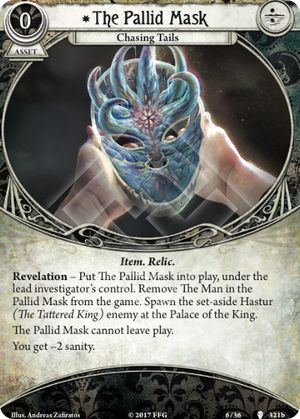 0
ASSET
*The Pallid Mask
Chasing Tails
Item. Relic.
Revelation – Put The Pallid Mask into play, under the
lead investigator's control. Remove The Man in the
Pallid Mask from the game. Spawn the set-aside Hastur
(The Tattered King) enemy at the Palace of the King.
The Pallid Mask cannot leave play.
You get –2 sanity.
Illus. Andreas Zafiratos
© 2017 FFG
6/36
321b